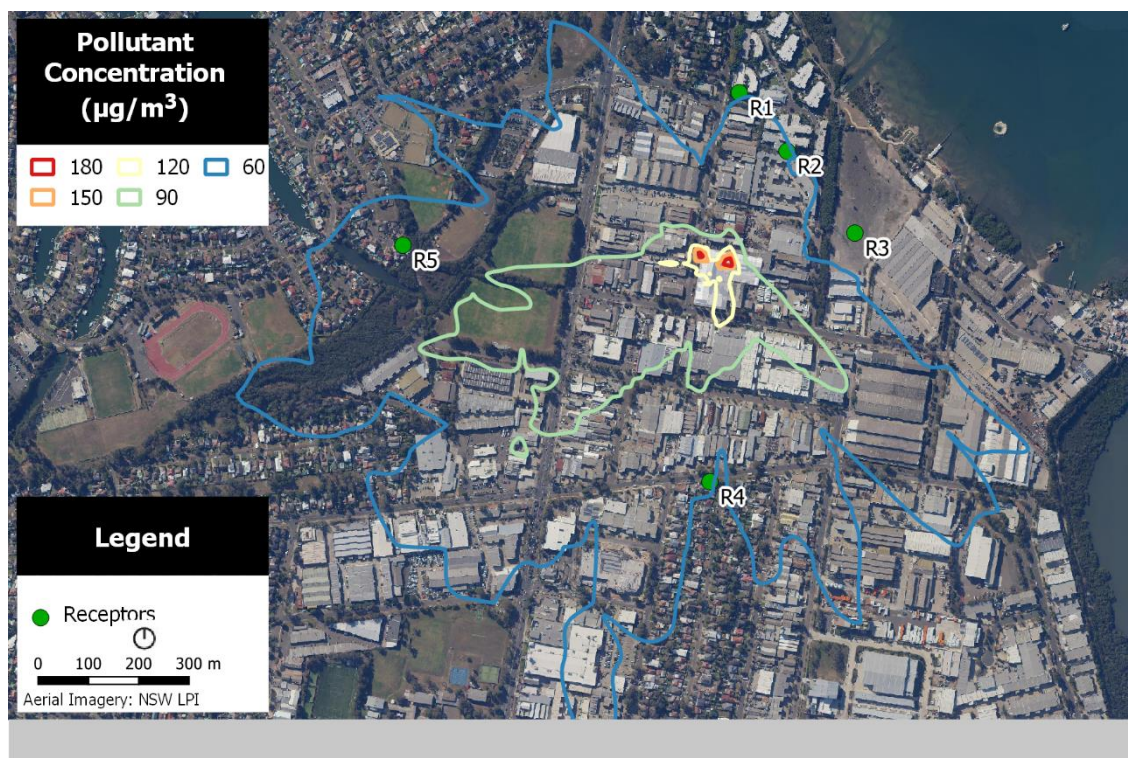 Pollutant
Concentration
(µg/m³)
180 120 60
150 90
R1
R2
R3
R5
R4
Legend
Receptors
0 100 200 300 m
Aerial Imagery: NSW LPI